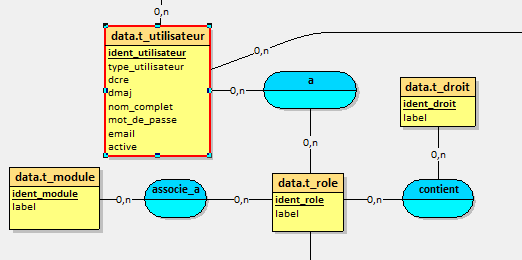 0,n
data.t_utilisateur
ident_utilisateur
type_utilisateur
dcre
dmaj
nom_complet
mot_de_passe
email
active
0,n
0,n
a
data.t_droit
ident_droit
label
0,n
0,n
data.t_module
ident_module
label
0,n
associe_a
0,n
data.t_role
ident_role
label
0,n
contient